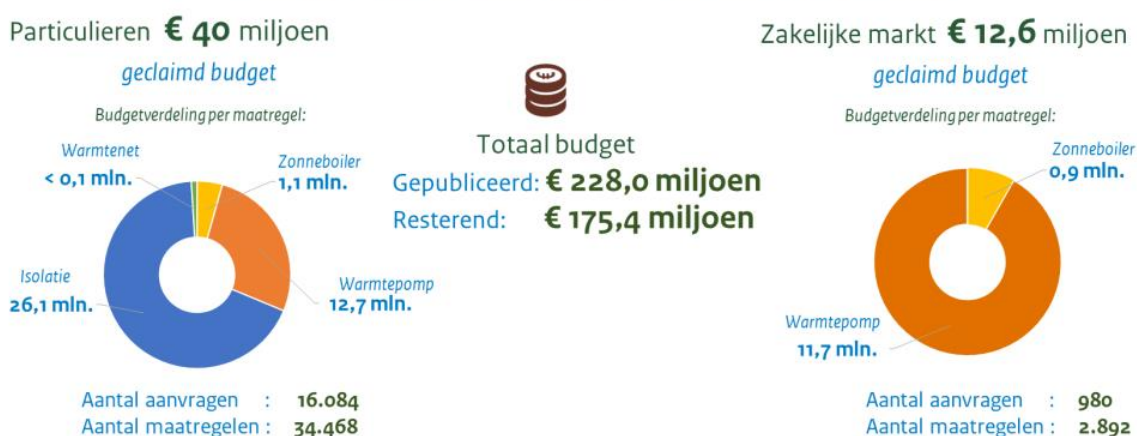 Particulieren € 40 miljoen
geclaimd budget
Budgetverdeling per maatregel:
Warmtenet
< 0,1 mln.
Zonneboiler
1,1 mln.
Isolatie
26,1 mln.
Warmtepomp
12,7 mln.
Aantal aanvragen : 16.084
Aantal maatregelen : 34.468
Totaal budget
Gepubliceerd: € 228,0 miljoen
Resterend: € 175,4 miljoen
Zakelijke markt € 12,6 miljoen
geclaimd budget
Budgetverdeling per maatregel:
Zonneboiler
0,9 mln.
Warmtepomp
11,7 mln.
Aantal aanvragen : 980
Aantal maatregelen : 2.892